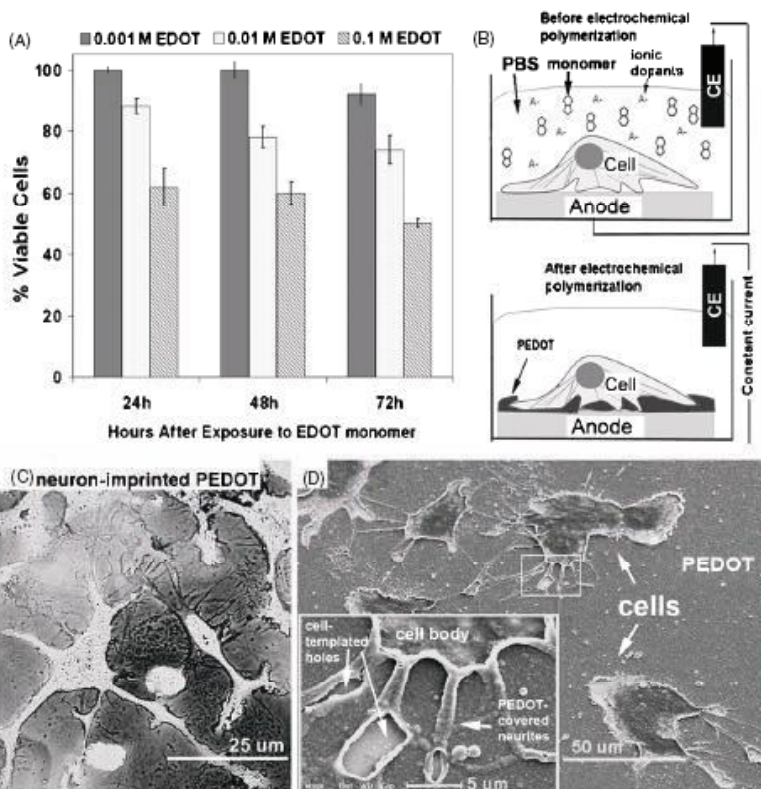 (A)
0.001 M EDOT 0.01 M EDOT 0.1 M EDOT
% Viable Cells
100
80
60
40
20
0
24h 48h 72h
Hours After Exposure to EDOT monomer
(B)
Before electrochemical
polymerization
PBS monomer
ionic
dopants
A-
A-
A-
A-
A-
A-
CE
Cell
Anode
After electrochemical
polymerization
PEDOT
CE
Cell
Anode
Constant current
(C) neuron-imprinted PEDOT
25 um
(D)
PEDOT
cells
50 um
cell-
templated
holes
cell body
PEDOT-
covered
neurites
5 um